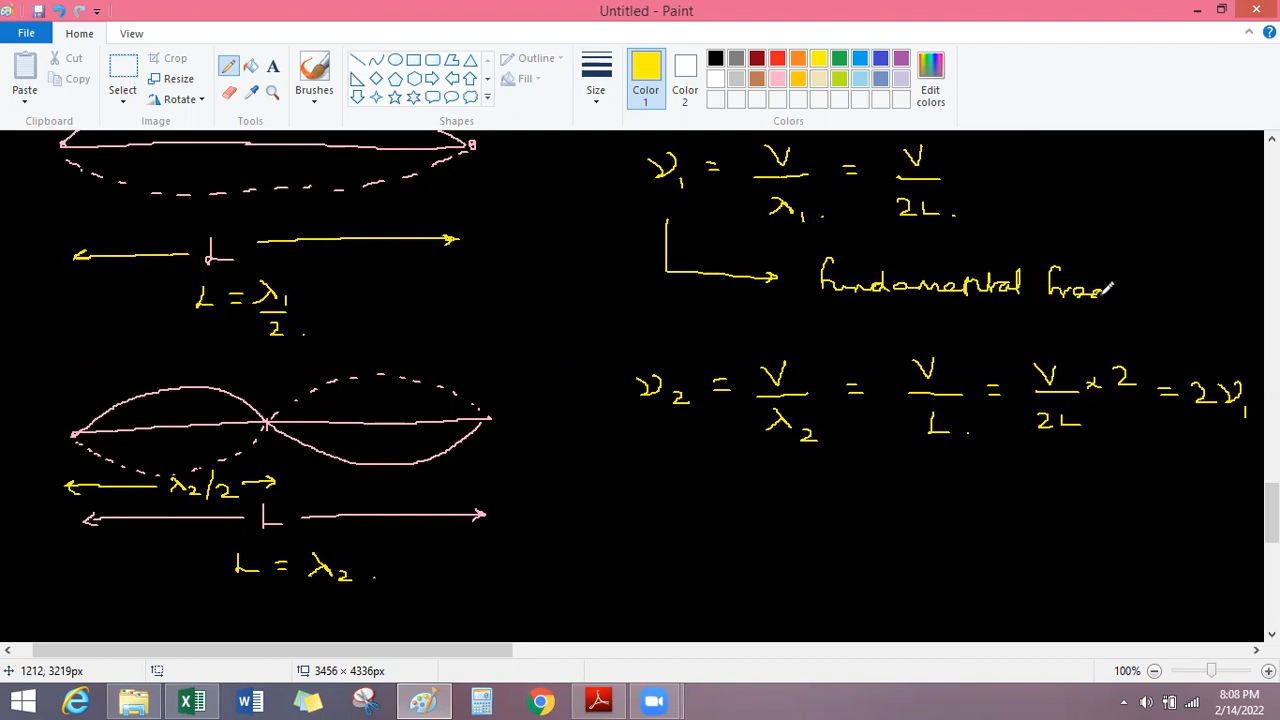 Untitled - Paint
File Home View
Paste Cut Copy Select Crop Resize Rotate Brushes Outline Fill Size Color 1 Color 2 Edit colors
Clipboard Image Tools Shapes Colors
ν₁ = V/λ₁ . = V/2L .
L
fundamental
L = λ₁/2 .
ν₂ = V/λ₂ = V/L . = V/2L × 2 = 2ν₁
λ₂/2
L
L = λ₂ .
1212, 3219px 3456 × 4336px 100%
8:08 PM
2/14/2022